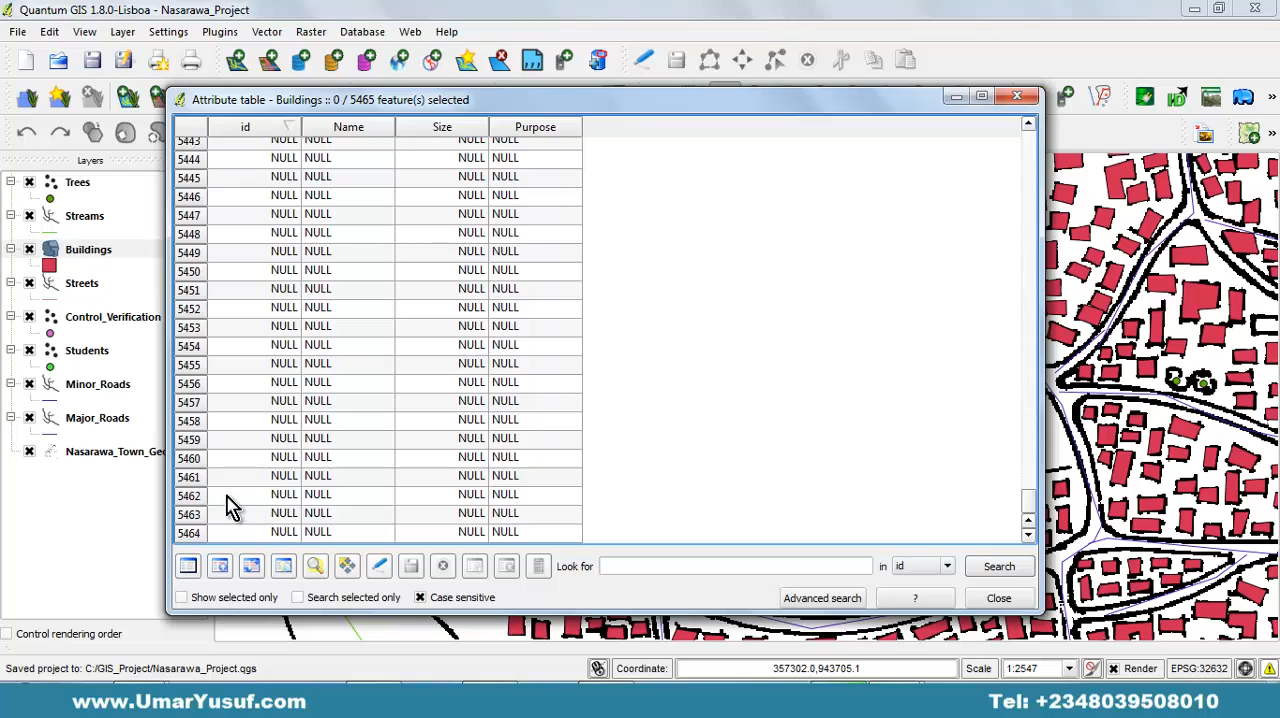 Quantum GIS 1.8.0-Lisboa - Nasarawa_Project
File Edit View Layer Settings Plugins Vector Raster Database Web Help
Attribute table - Buildings :: 0 / 5465 feature(s) selected
Layers
Trees
Streams
Buildings
Streets
Control_Verification
Students
Minor_Roads
Major_Roads
Nasarawa_Town_Geo
Control rendering order
id Name Size Purpose
5443 NULL NULL NULL NULL
5444 NULL NULL NULL NULL
5445 NULL NULL NULL NULL
5446 NULL NULL NULL NULL
5447 NULL NULL NULL NULL
5448 NULL NULL NULL NULL
5449 NULL NULL NULL NULL
5450 NULL NULL NULL NULL
5451 NULL NULL NULL NULL
5452 NULL NULL NULL NULL
5453 NULL NULL NULL NULL
5454 NULL NULL NULL NULL
5455 NULL NULL NULL NULL
5456 NULL NULL NULL NULL
5457 NULL NULL NULL NULL
5458 NULL NULL NULL NULL
5459 NULL NULL NULL NULL
5460 NULL NULL NULL NULL
5461 NULL NULL NULL NULL
5462 NULL NULL NULL NULL
5463 NULL NULL NULL NULL
5464 NULL NULL NULL NULL
Look for in id Search
Show selected only Search selected only Case sensitive Advanced search ? Close
Saved project to: C:/GIS_Project/Nasarawa_Project.qgs Coordinate: 357302.0,943705.1 Scale 1:2547 Render EPSG:32632
www.UmarYusuf.com Tel: +2348039508010